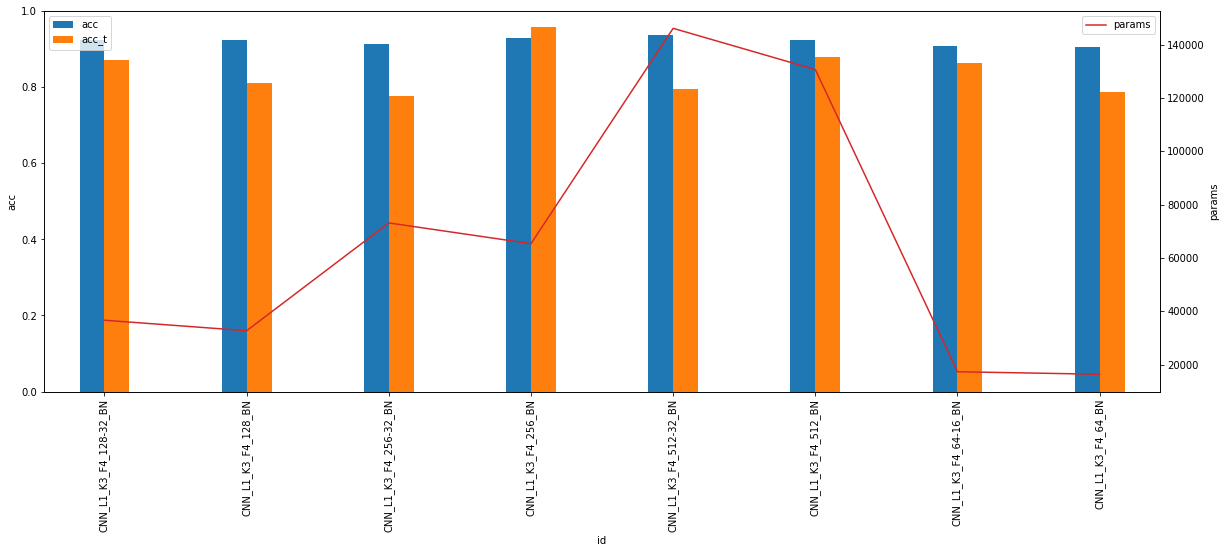 acc
acc_t
params
1.0
0.8
0.6
0.4
0.2
0.0
acc
140000
120000
100000
80000
60000
40000
20000
params
CNN_L1_K3_F4_128-32_BN
CNN_L1_K3_F4_128_BN
CNN_L1_K3_F4_256-32_BN
CNN_L1_K3_F4_256_BN
CNN_L1_K3_F4_512-32_BN
CNN_L1_K3_F4_512_BN
CNN_L1_K3_F4_64-16_BN
CNN_L1_K3_F4_64_BN
id